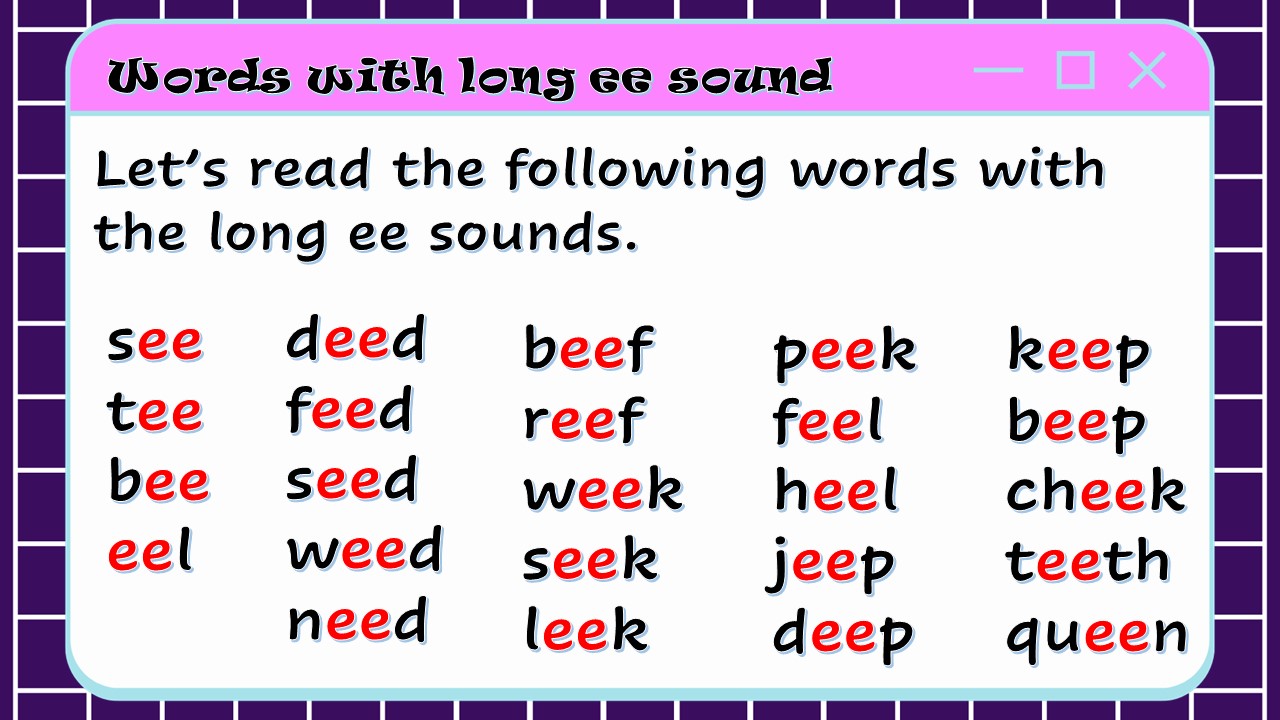 Words with long ee sound
Let's read the following words with
the long ee sounds.
see
tee
bee
eel
deed
feed
seed
weed
need
beef
reef
week
seek
leek
peek
feel
heel
jeep
deep
keep
beep
cheek
teeth
queen